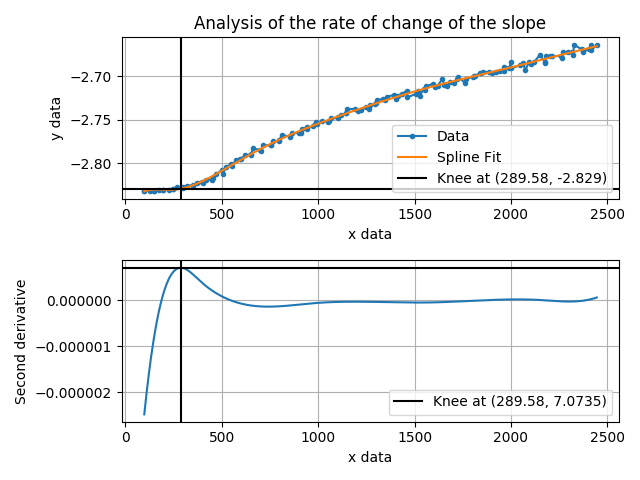 Analysis of the rate of change of the slope
y data
−2.70
−2.75
−2.80
Data
Spline Fit
Knee at (289.58, -2.829)
0 500 1000 1500 2000 2500
x data
Second derivative
0.000000
−0.000001
−0.000002
Knee at (289.58, 7.0735)
0 500 1000 1500 2000 2500
x data